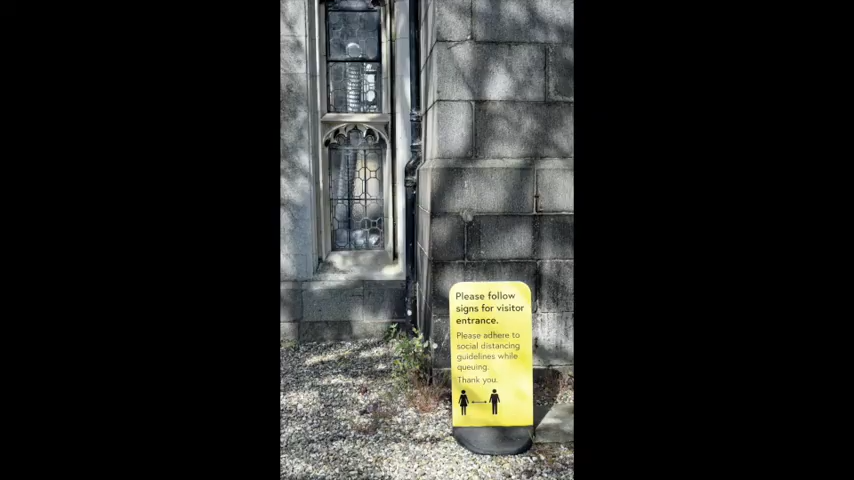 Please follow
signs for visitor
entrance.
Please adhere to
social distancing
guidelines while
queuing.
Thank you.